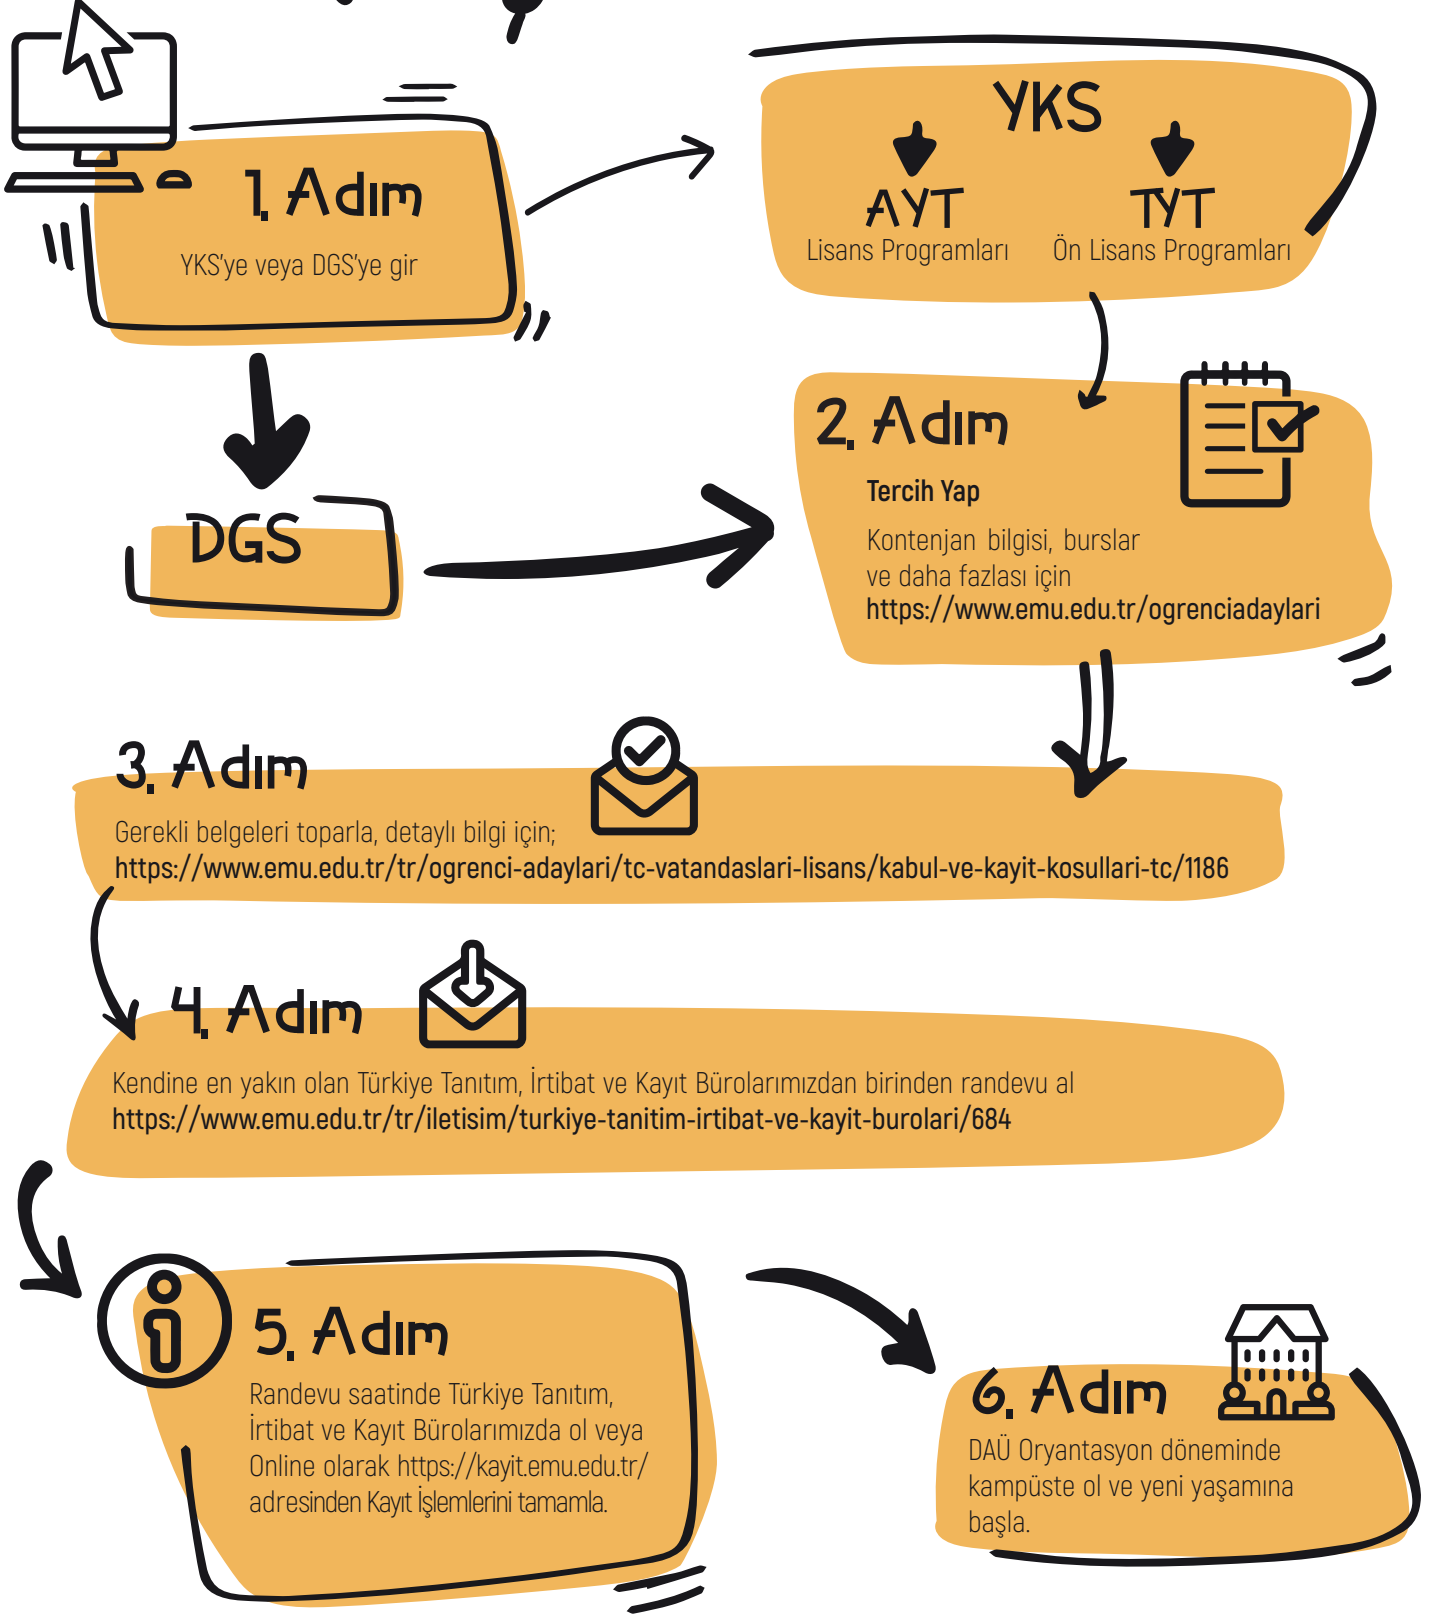 1. Adım
YKS'ye veya DGS'ye gir
YKS
AYT
TYT
Lisans Programları
Ön Lisans Programları
DGS
2. Adım
Tercih Yap
Kontenjan bilgisi, burslar
ve daha fazlası için
https://www.emu.edu.tr/ogrenciadaylari
3. Adım
Gerekli belgeleri toparla, detaylı bilgi için;
https://www.emu.edu.tr/tr/ogrenci-adaylari/tc-vatandaslari-lisans/kabul-ve-kayit-kosullari-tc/1186
4. Adım
Kendine en yakın olan Türkiye Tanıtım, İrtibat ve Kayıt Bürolarımızdan birinden randevu al
https://www.emu.edu.tr/tr/iletisim/turkiye-tanitim-irtibat-ve-kayit-burolari/684
5. Adım
Randevu saatinde Türkiye Tanıtım,
İrtibat ve Kayıt Bürolarımızda ol veya
Online olarak https://kayit.emu.edu.tr/
adresinden Kayıt İşlemlerini tamamla.
6. Adım
DAÜ Oryantasyon döneminde
kampüste ol ve yeni yaşamına
başla.